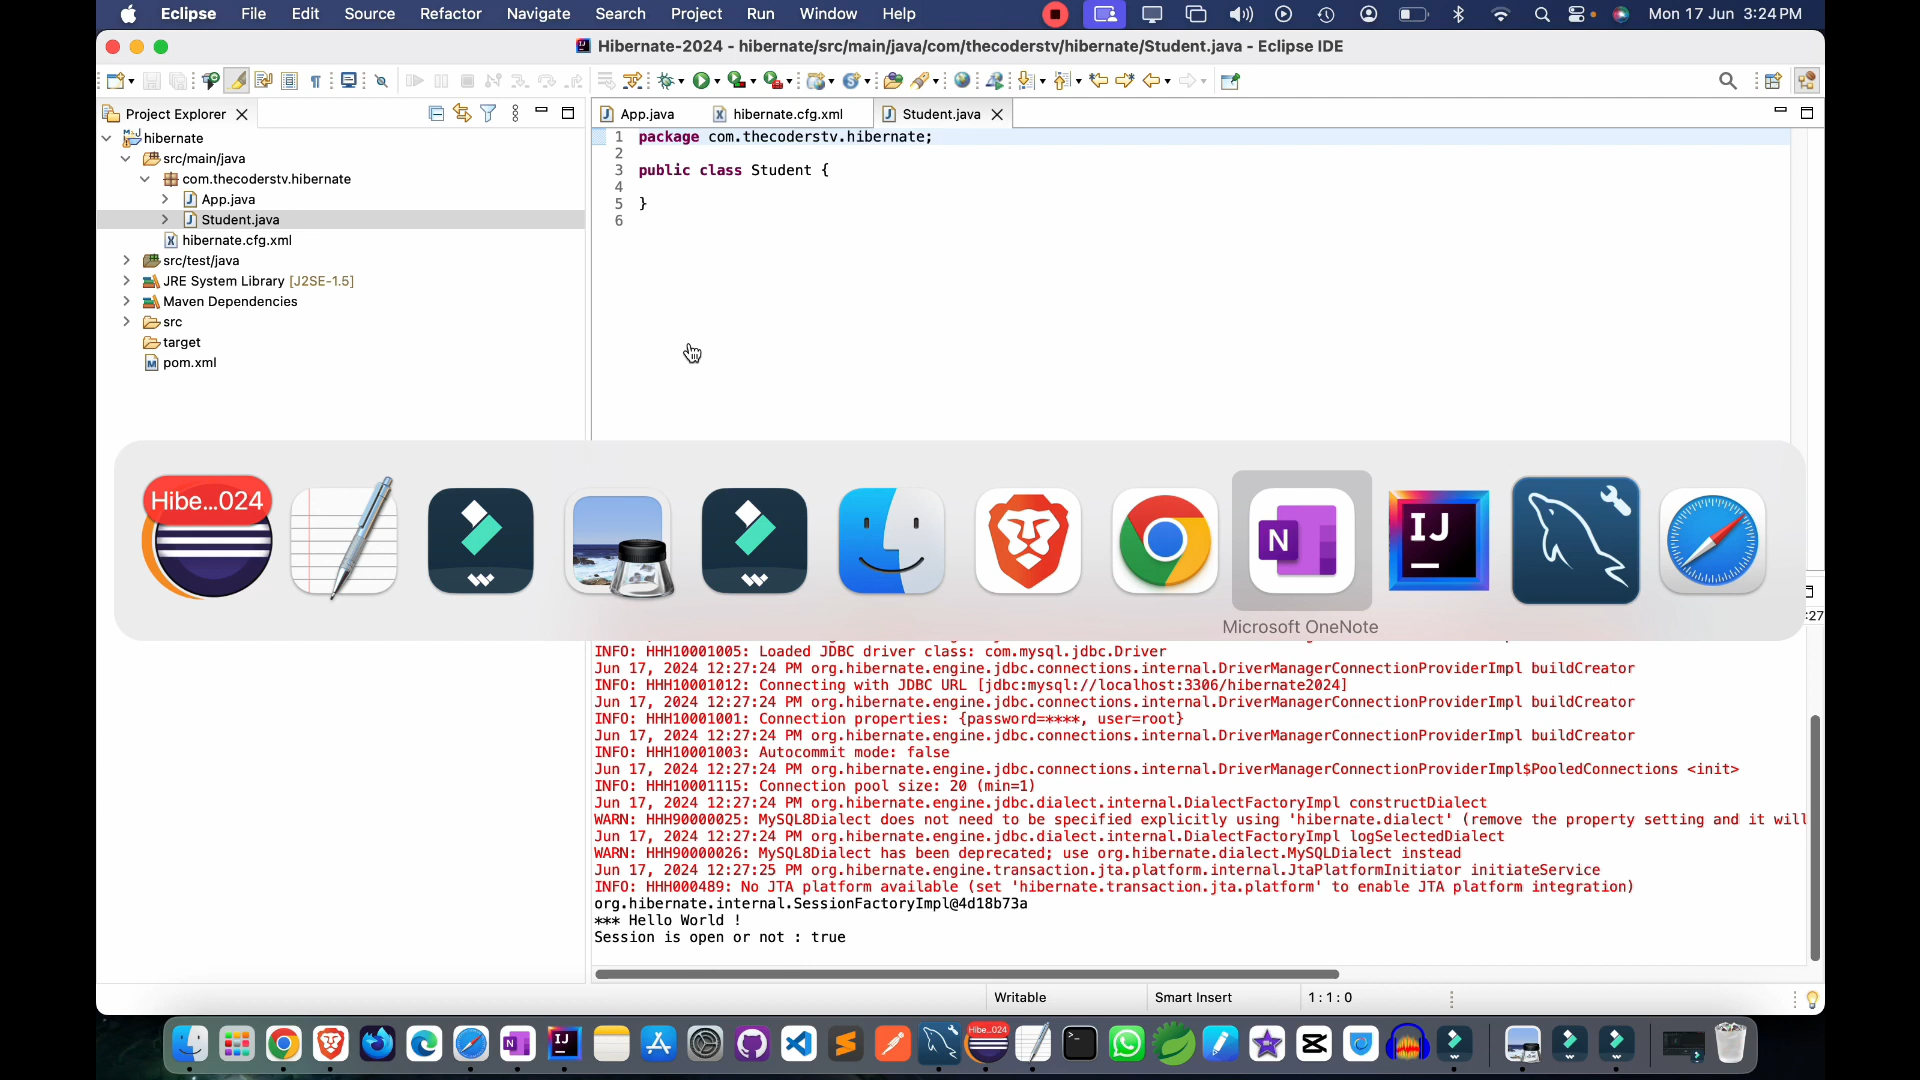 Eclipse File Edit Source Refactor Navigate Search Project Run Window Help Mon 17 Jun 3:24 PM
Hibernate-2024 - hibernate/src/main/java/com/thecoderstv/hibernate/Student.java - Eclipse IDE
Project Explorer
App.java hibernate.cfg.xml Student.java
hibernate
src/main/java
com.thecoderstv.hibernate
App.java
Student.java
hibernate.cfg.xml
src/test/java
JRE System Library [J2SE-1.5]
Maven Dependencies
src
target
pom.xml
1 package com.thecoderstv.hibernate;
2
3 public class Student {
4
5 }
6
Hibe...024
N
IJ
Microsoft OneNote
:27
INFO: HHH10001005: Loaded JDBC driver class: com.mysql.jdbc.Driver
Jun 17, 2024 12:27:24 PM org.hibernate.engine.jdbc.connections.internal.DriverManagerConnectionProviderImpl buildCreator
INFO: HHH10001012: Connecting with JDBC URL [jdbc:mysql://localhost:3306/hibernate2024]
Jun 17, 2024 12:27:24 PM org.hibernate.engine.jdbc.connections.internal.DriverManagerConnectionProviderImpl buildCreator
INFO: HHH10001001: Connection properties: {password=****, user=root}
Jun 17, 2024 12:27:24 PM org.hibernate.engine.jdbc.connections.internal.DriverManagerConnectionProviderImpl buildCreator
INFO: HHH10001003: Autocommit mode: false
Jun 17, 2024 12:27:24 PM org.hibernate.engine.jdbc.connections.internal.DriverManagerConnectionProviderImpl$PooledConnections <init>
INFO: HHH10001115: Connection pool size: 20 (min=1)
Jun 17, 2024 12:27:24 PM org.hibernate.engine.jdbc.dialect.internal.DialectFactoryImpl constructDialect
WARN: HHH90000025: MySQL8Dialect does not need to be specified explicitly using 'hibernate.dialect' (remove the property setting and it will
Jun 17, 2024 12:27:24 PM org.hibernate.engine.jdbc.dialect.internal.DialectFactoryImpl logSelectedDialect
WARN: HHH90000026: MySQL8Dialect has been deprecated; use org.hibernate.dialect.MySQLDialect instead
Jun 17, 2024 12:27:25 PM org.hibernate.engine.transaction.jta.platform.internal.JtaPlatformInitiator initiateService
INFO: HHH000489: No JTA platform available (set 'hibernate.transaction.jta.platform' to enable JTA platform integration)
org.hibernate.internal.SessionFactoryImpl@4d18b73a
*** Hello World !
Session is open or not : true
Writable Smart Insert 1 : 1 : 0
Hibe...024